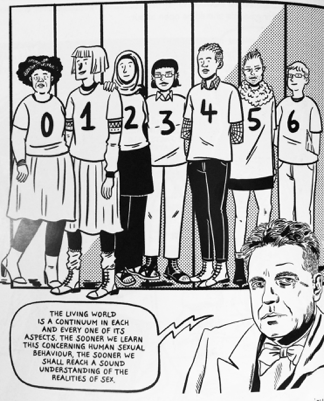 0 1 2 3 4 5 6
THE LIVING WORLD
IS A CONTINUUM IN EACH
AND EVERY ONE OF ITS
ASPECTS. THE SOONER WE LEARN
THIS CONCERNING HUMAN SEXUAL
BEHAVIOUR, THE SOONER WE
SHALL REACH A SOUND
UNDERSTANDING OF THE
REALITIES OF SEX.